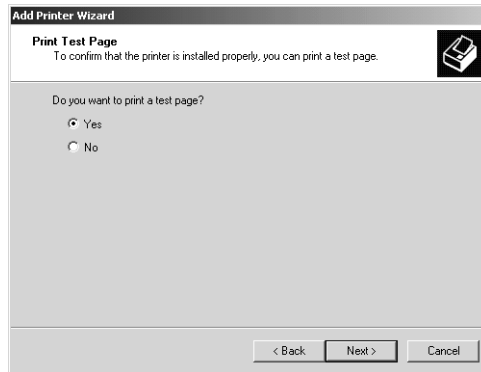 Add Printer Wizard
Print Test Page
To confirm that the printer is installed properly, you can print a test page.
Do you want to print a test page?
Yes
No
< Back Next > Cancel